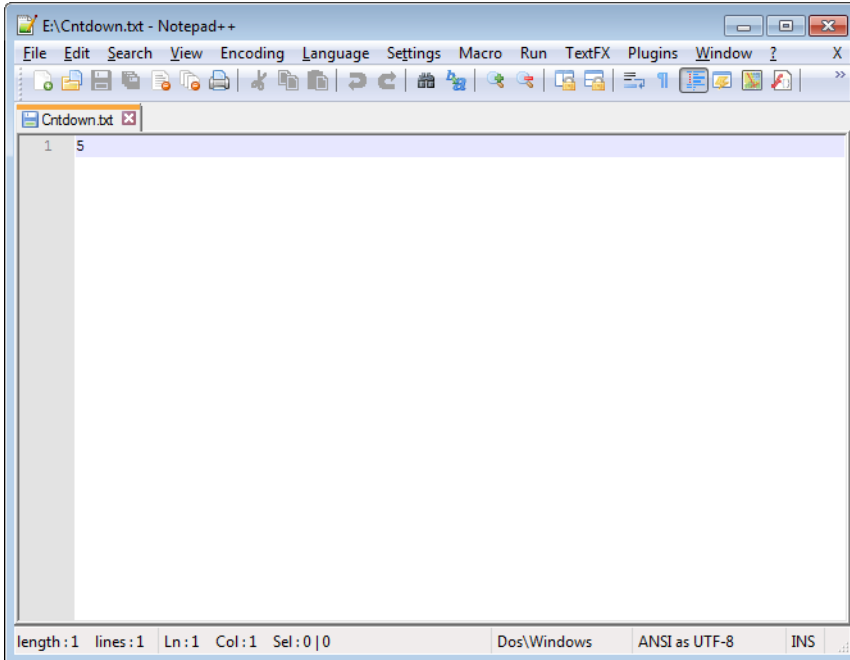 E:\Cntdown.txt - Notepad++
File Edit Search View Encoding Language Settings Macro Run TextFX Plugins Window ? X
Cntdown.txt
1 5
length : 1 lines : 1 Ln : 1 Col : 1 Sel : 0 | 0 Dos\Windows ANSI as UTF-8 INS